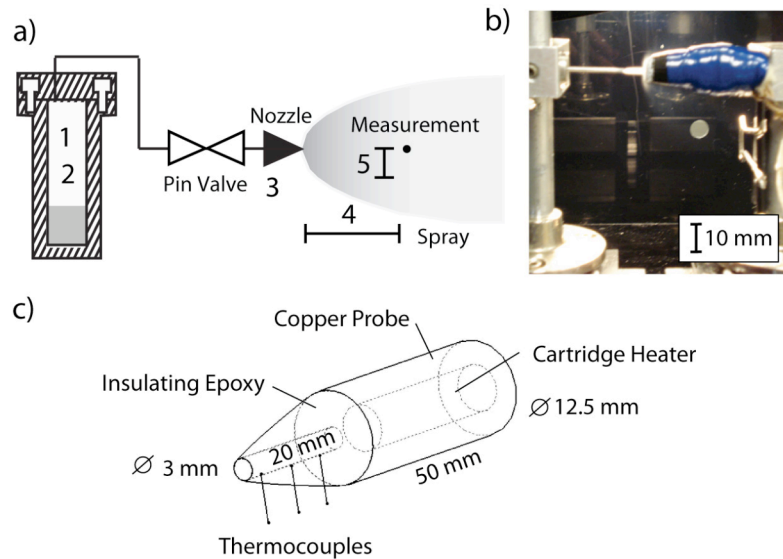 a)
1
2
Pin Valve
Nozzle
3
Measurement
5
4
Spray
b)
10 mm
c)
Copper Probe
Cartridge Heater
Insulating Epoxy
∅ 12.5 mm
20 mm
∅ 3 mm
50 mm
Thermocouples